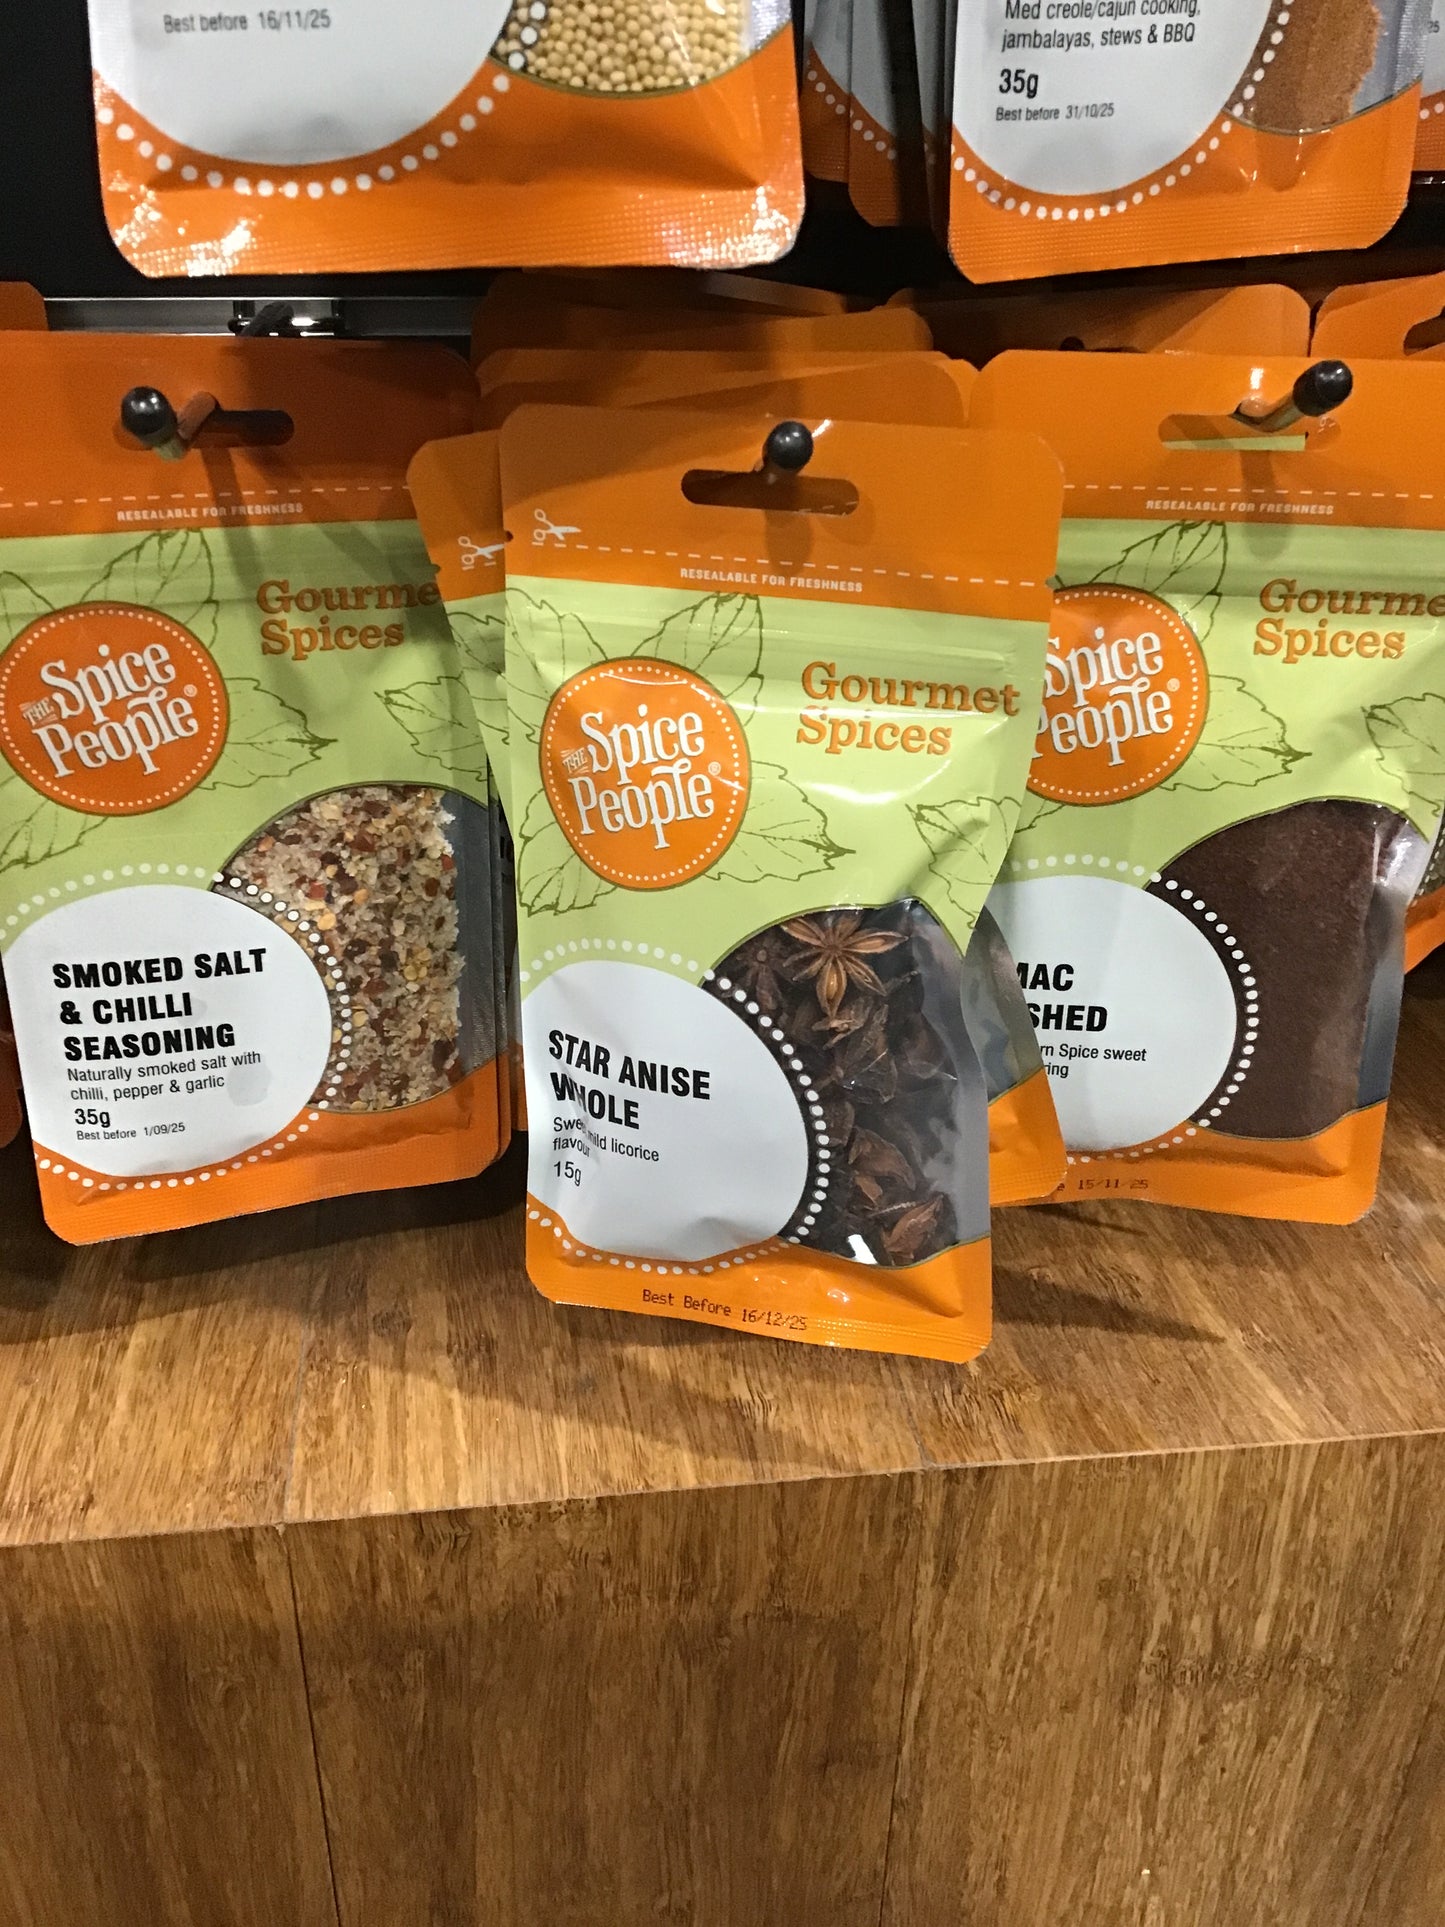 Best before 16/11/25
Med creole/cajun cooking,
jambalayas, stews & BBQ
35g
Best before 31/10/25
RESEALABLE FOR FRESHNESS
Gourme
Spices
THE
Spice
People®
SMOKED SALT
& CHILLI
SEASONING
Naturally smoked salt with
chilli, pepper & garlic
35g
Best before 1/09/25
RESEALABLE FOR FRESHNESS
Gourmet
Spices
THE
Spice
People®
STAR ANISE
WHOLE
mild licorice
flavour
15g
Best Before 16/12/25
RESEALABLE FOR FRESHNESS
Gourme
Spices
Spice
People®
MAC
SHED
rn Spice sweet
ring
15/11/25